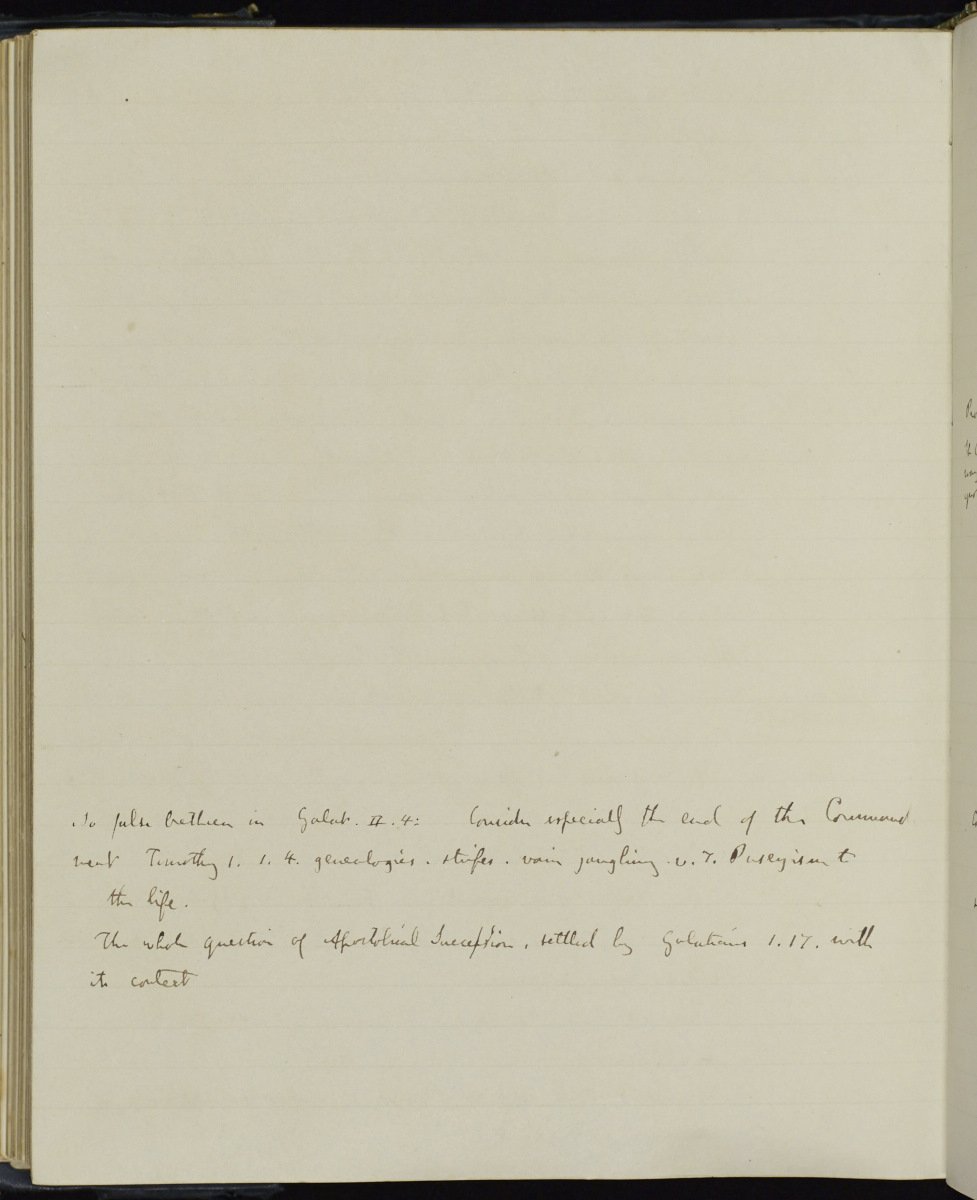 So false brethren in Galat. II. 4: Consider especially the end of the Command
ment Timothy 1. 1. 4. genealogies. strifes. vain jangling. v. 7. Puseyism to
the life.
The whole question of Apostolical Succession, settled by Galatians 1. 17. with
its context